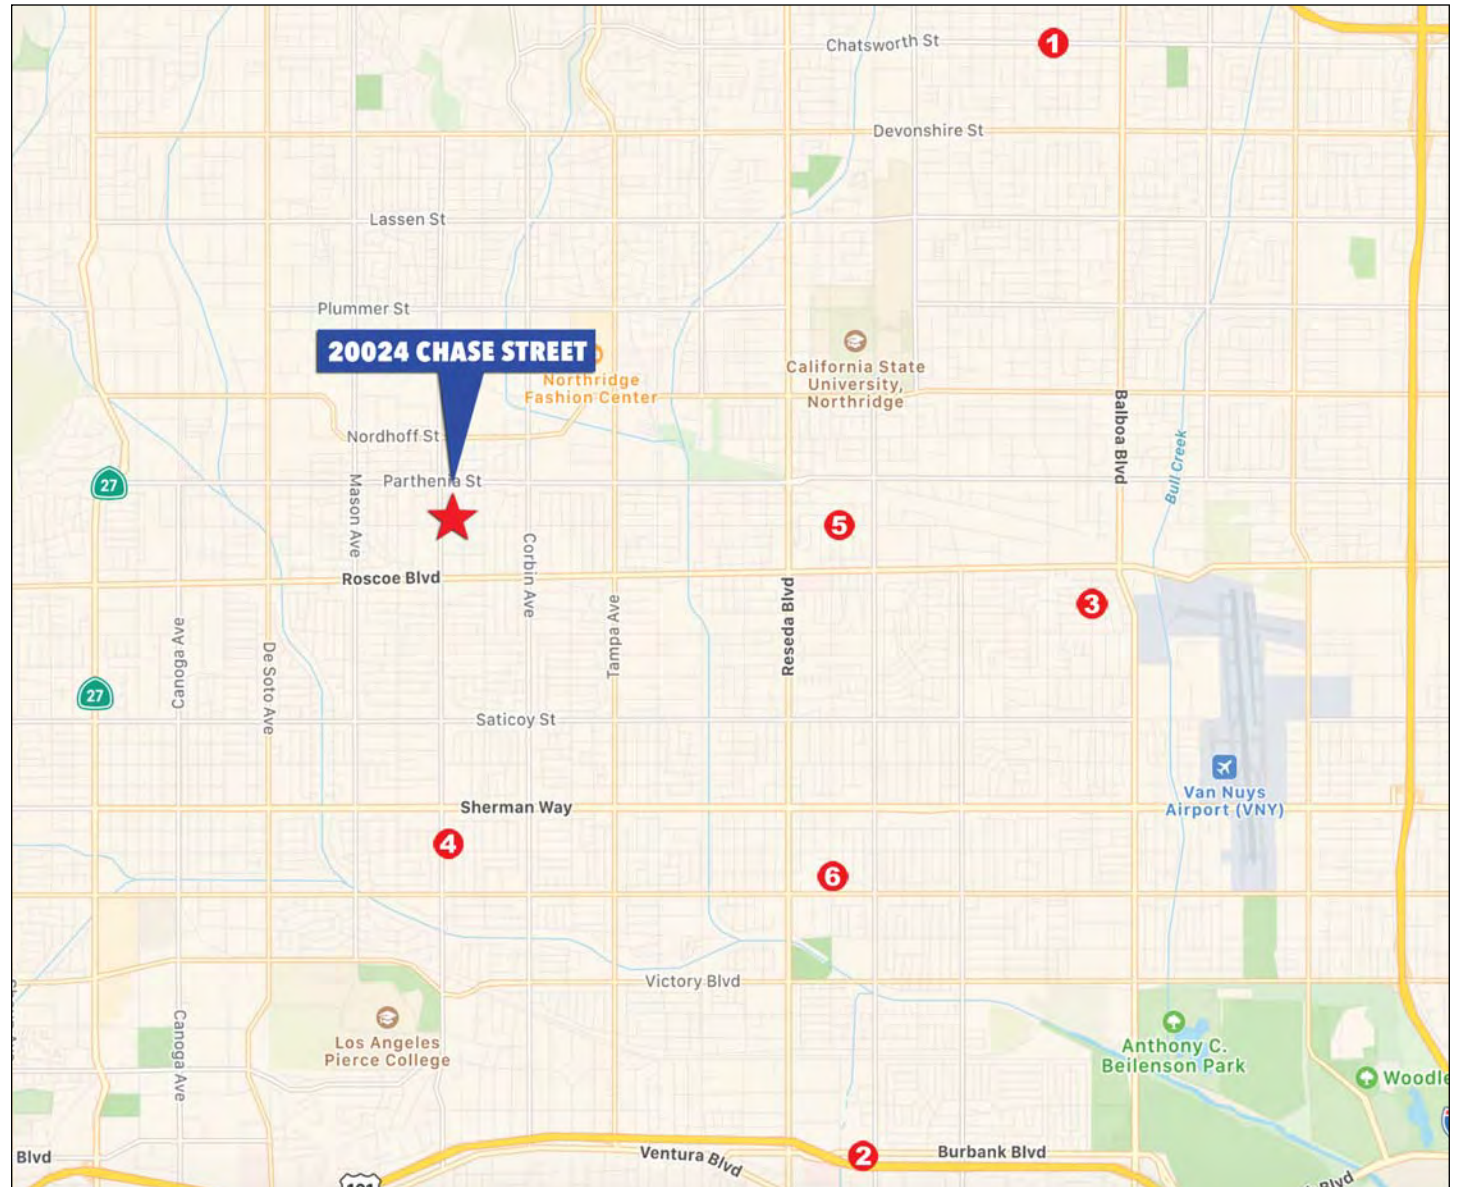 1
Chatsworth St
Devonshire St
Lassen St
Plummer St
20024 CHASE STREET
Northridge
Fashion Center
California State
University,
Northridge
Balboa Blvd
Bull Creek
Nordhoff St
27
Parthenia St
Mason Ave
5
Corbin Ave
Roscoe Blvd
Reseda Blvd
3
Tampa Ave
Canoga Ave
De Soto Ave
27
Saticoy St
Van Nuys
Airport (VNY)
Sherman Way
4
6
Victory Blvd
Canoga Ave
Los Angeles
Pierce College
Anthony C.
Beilenson Park
Woodle
Blvd
Ventura Blvd
2
Burbank Blvd
Blvd
101